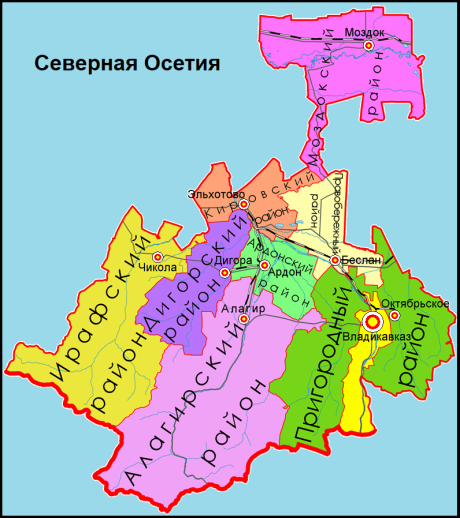 Северная Осетия
Моздок
Моздокский
район
Эльхотово
Кировский
район
Правобережный
район
Ирафский
район
Чикола
Дигорский
район
Дигора
Ардонский
район
Ардон
Беслан
Алагир
Алагирский
район
Октябрьское
Владикавказ
Пригородный
район